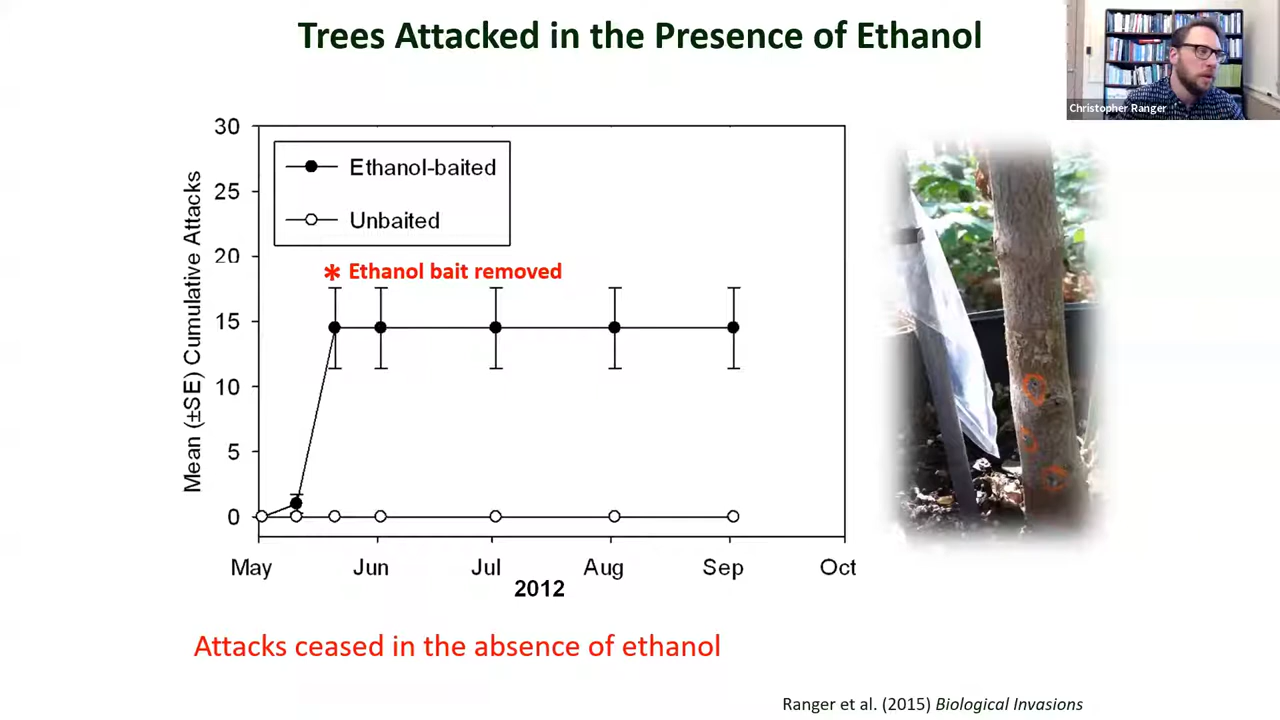 Trees Attacked in the Presence of Ethanol
Christopher Ranger
30
25
20
15
10
5
0
Mean (±SE) Cumulative Attacks
Ethanol-baited
Unbaited
* Ethanol bait removed
May Jun Jul Aug Sep Oct
2012
Attacks ceased in the absence of ethanol
Ranger et al. (2015) Biological Invasions